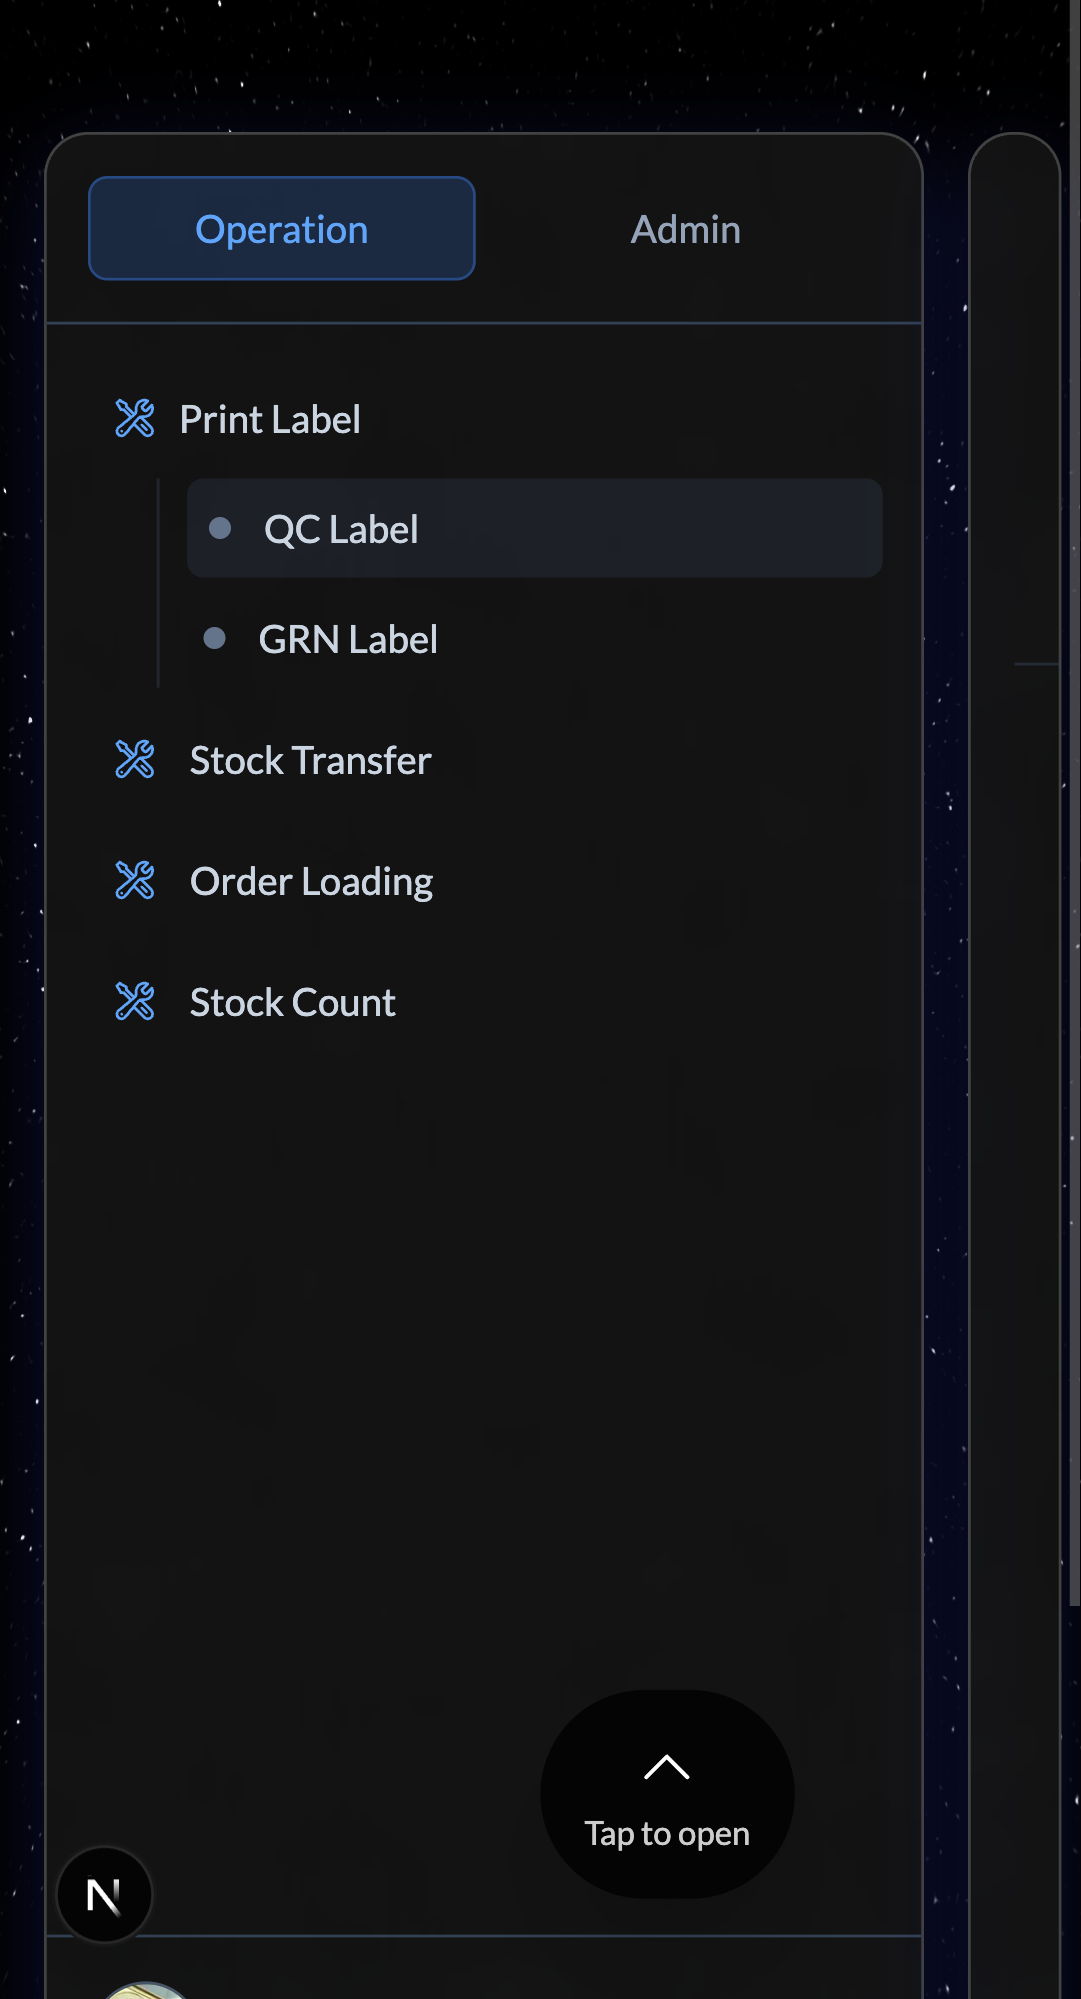 Operation
Admin
Print Label
QC Label
GRN Label
Stock Transfer
Order Loading
Stock Count
Tap to open
N